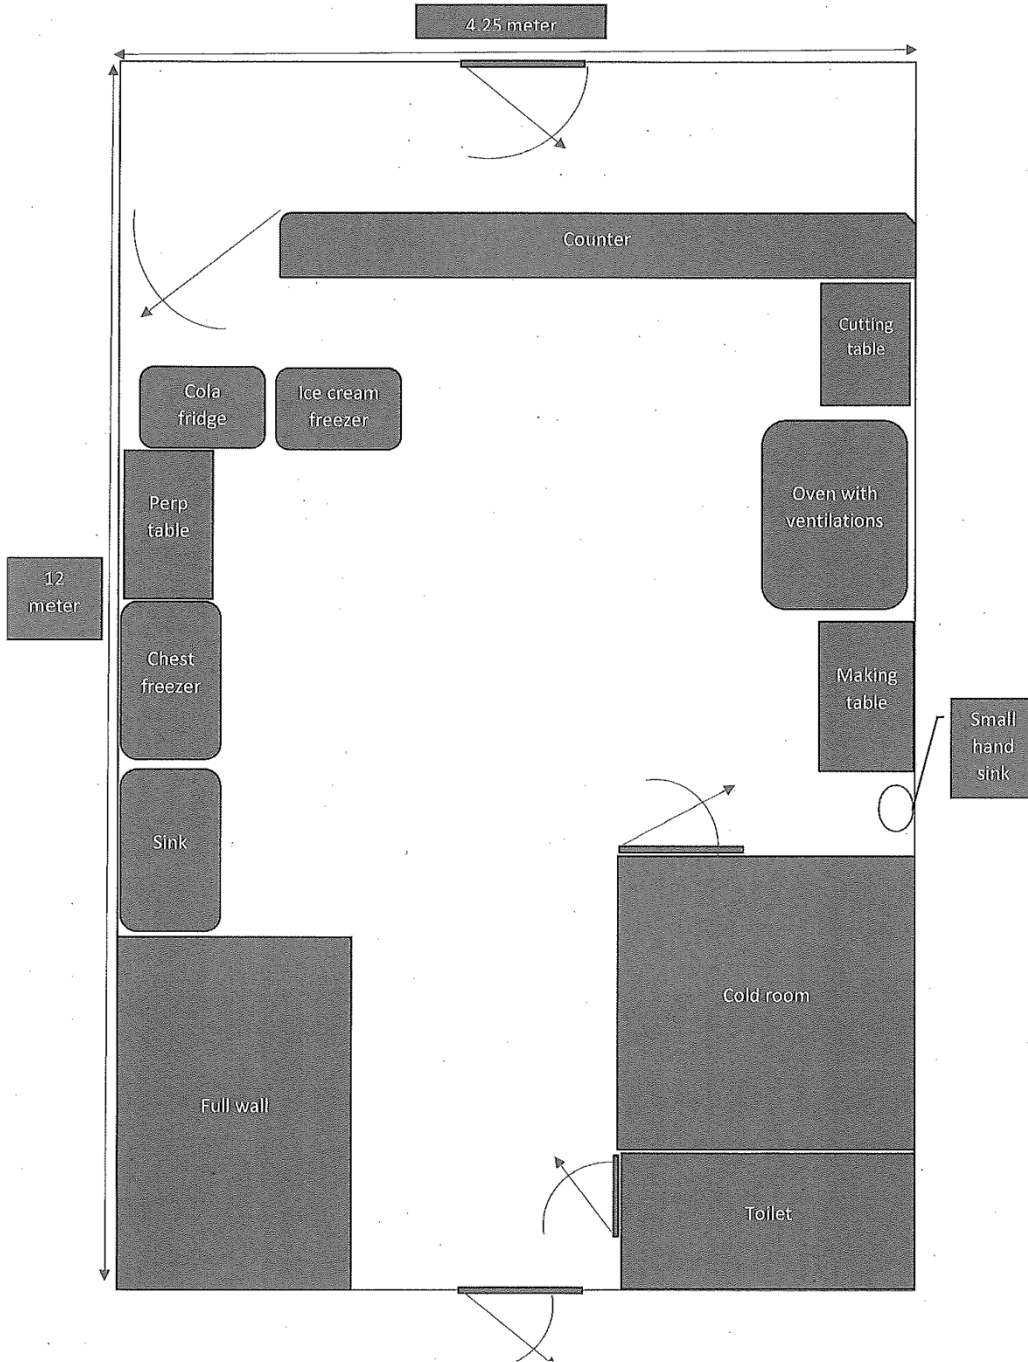 4.25 meter
Counter
Cutting
table
Cola
fridge
Ice cream
freezer
Perp
table
Oven with
ventilations
12
meter
Chest
freezer
Making
table
Small
hand
sink
Sink
Cold room
Full wall
Toilet